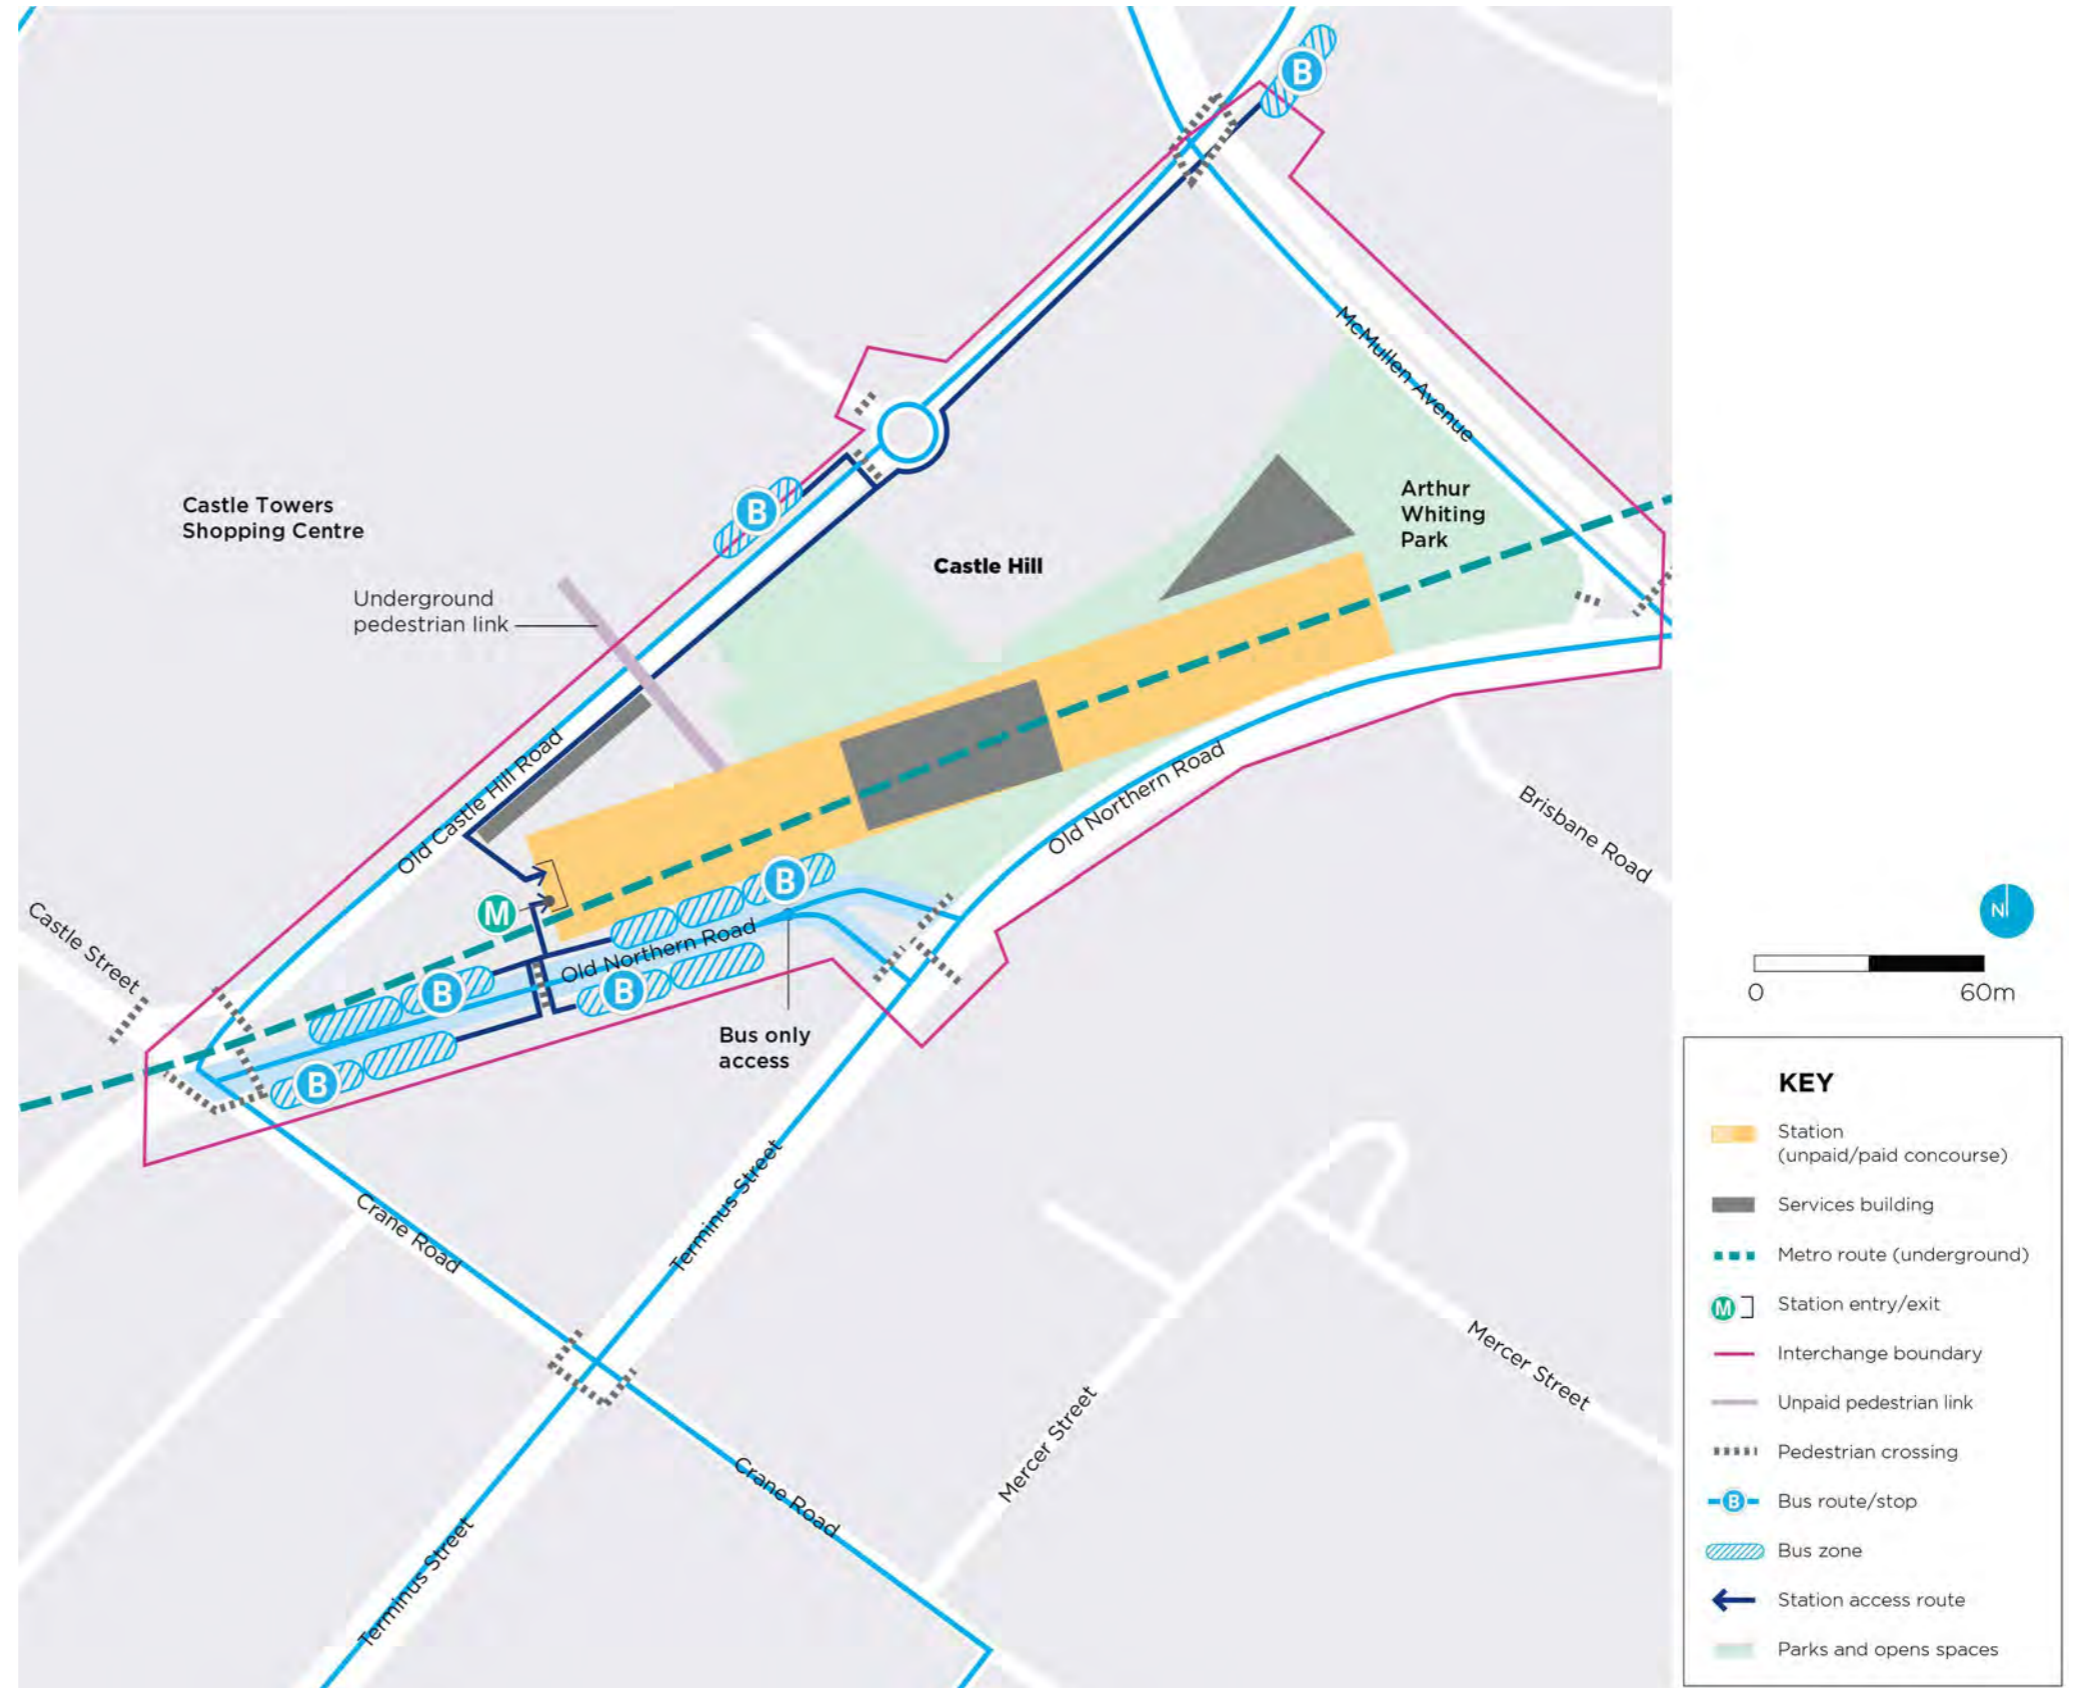 B
McMullen Avenue
Castle Towers
Shopping Centre
B
Arthur
Whiting
Park
Castle Hill
Underground
pedestrian link
Old Castle Hill Road
Old Northern Road
Brisbane Road
B
M
Castle Street
Old Northern Road
B
B
B
Bus only
access
Crane Road
Terminus Street
Mercer Street
Mercer Street
Crane Road
Terminus Street
N
0
60m
KEY
Station
(unpaid/paid concourse)
Services building
Metro route (underground)
M
Station entry/exit
Interchange boundary
Unpaid pedestrian link
Pedestrian crossing
B
Bus route/stop
Bus zone
Station access route
Parks and opens spaces